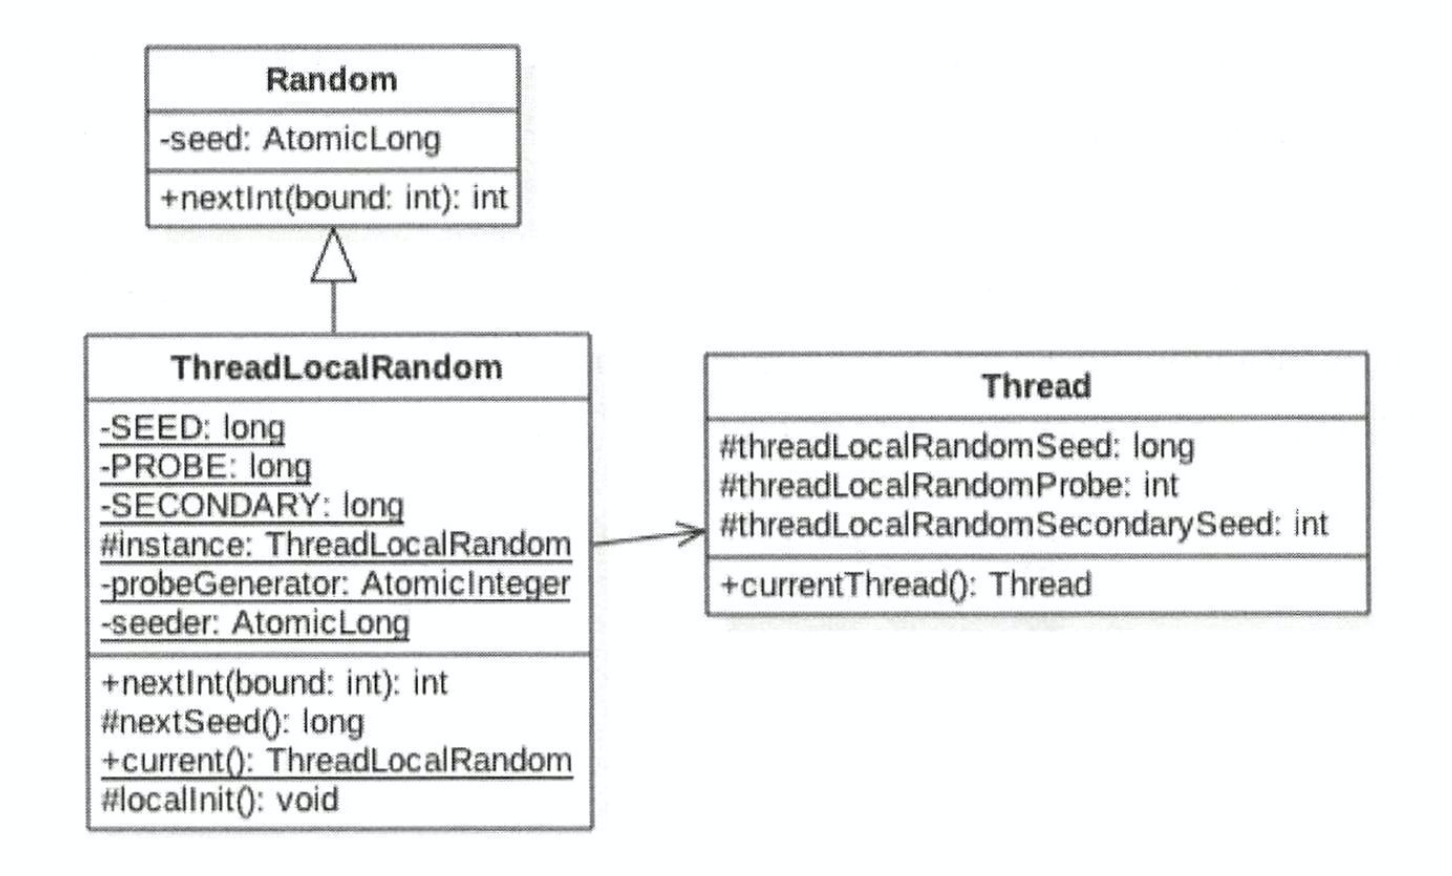 Random
-seed: AtomicLong
+nextInt(bound: int): int
ThreadLocalRandom
-SEED: long
-PROBE: long
-SECONDARY: long
#instance: ThreadLocalRandom
-probeGenerator: AtomicInteger
-seeder: AtomicLong
+nextInt(bound: int): int
#nextSeed(): long
+current(): ThreadLocalRandom
#localInit(): void
Thread
#threadLocalRandomSeed: long
#threadLocalRandomProbe: int
#threadLocalRandomSecondarySeed: int
+currentThread(): Thread